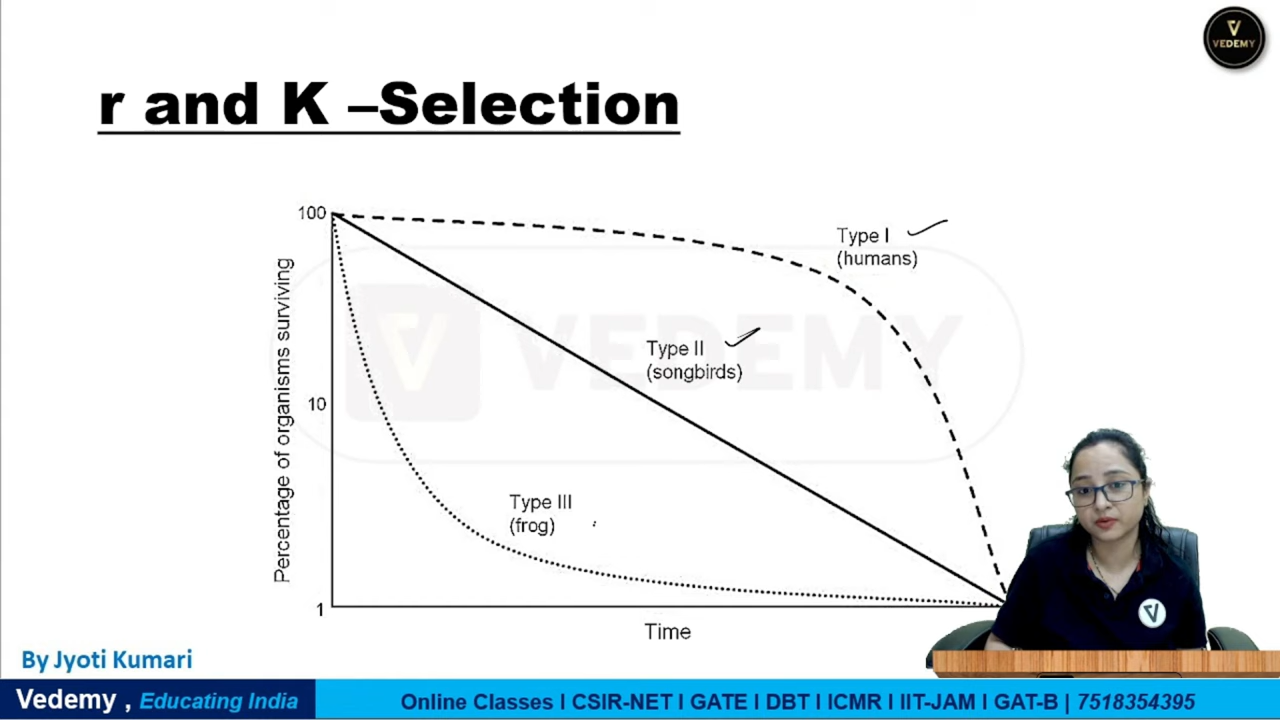 VEDEMY
r and K –Selection
100
Type I
(humans)
Percentage of organisms surviving
VEDEMY
Type II
(songbirds)
10
Type III
(frog)
1
Time
By Jyoti Kumari
Vedemy , Educating India
Online Classes I CSIR-NET I GATE I DBT I ICMR I IIT-JAM I GAT-B | 7518354395